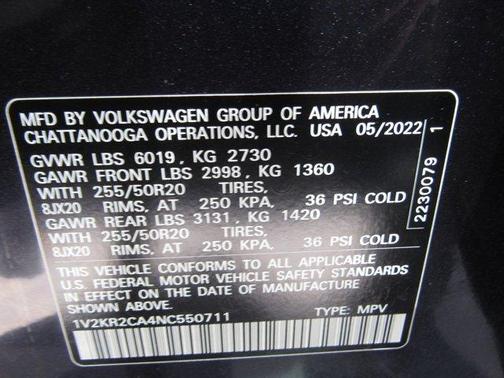 MFD BY VOLKSWAGEN GROUP OF AMERICA
CHATTANOOGA OPERATIONS, LLC. USA 05/2022
GVWR LBS 6019, KG 2730
GAWR FRONT LBS 2998, KG 1360
WITH 255/50R20 TIRES,
8JX20 RIMS, AT 250 KPA, 36 PSI COLD
GAWR REAR LBS 3131, KG 1420
WITH 255/50R20 TIRES,
8JX20 RIMS, AT 250 KPA, 36 PSI COLD
THIS VEHICLE CONFORMS TO ALL APPLICABLE
U.S. FEDERAL MOTOR VEHICLE SAFETY STANDARDS
IN EFFECT ON THE DATE OF MANUFACTURE
SHOWN ABOVE.
1V2KR2CA4NC550711 TYPE: MPV
2230079 1